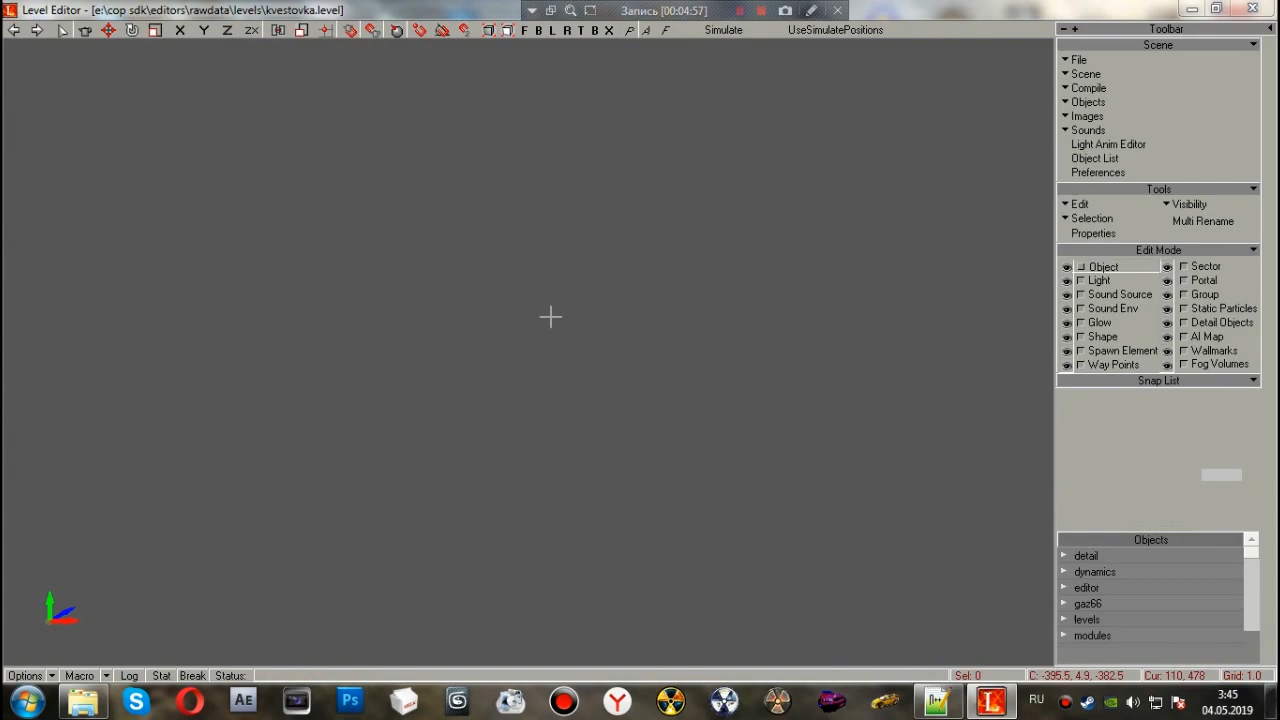 Level Editor - [e:\cop sdk\editors\rawdata\levels\kvestovka.level]
Запись [00:04:57]
X Y Z ZX F B L R T B X P A F Simulate UseSimulatePositions
Toolbar
Scene
File
Scene
Compile
Objects
Images
Sounds
Light Anim Editor
Object List
Preferences
Tools
Edit Visibility
Selection Multi Rename
Properties
Edit Mode
Object Sector
Light Portal
Sound Source Group
Sound Env Static Particles
Glow Detail Objects
Shape AI Map
Spawn Element Wallmarks
Way Points Fog Volumes
Snap List
Objects
detail
dynamics
editor
gaz66
levels
modules
Options Macro Log Stat Break Status: Sel: 0 C: -395.5, 4.9, -382.5 Cur: 110, 478 Grid: 1.0
RU 3:45
04.05.2019